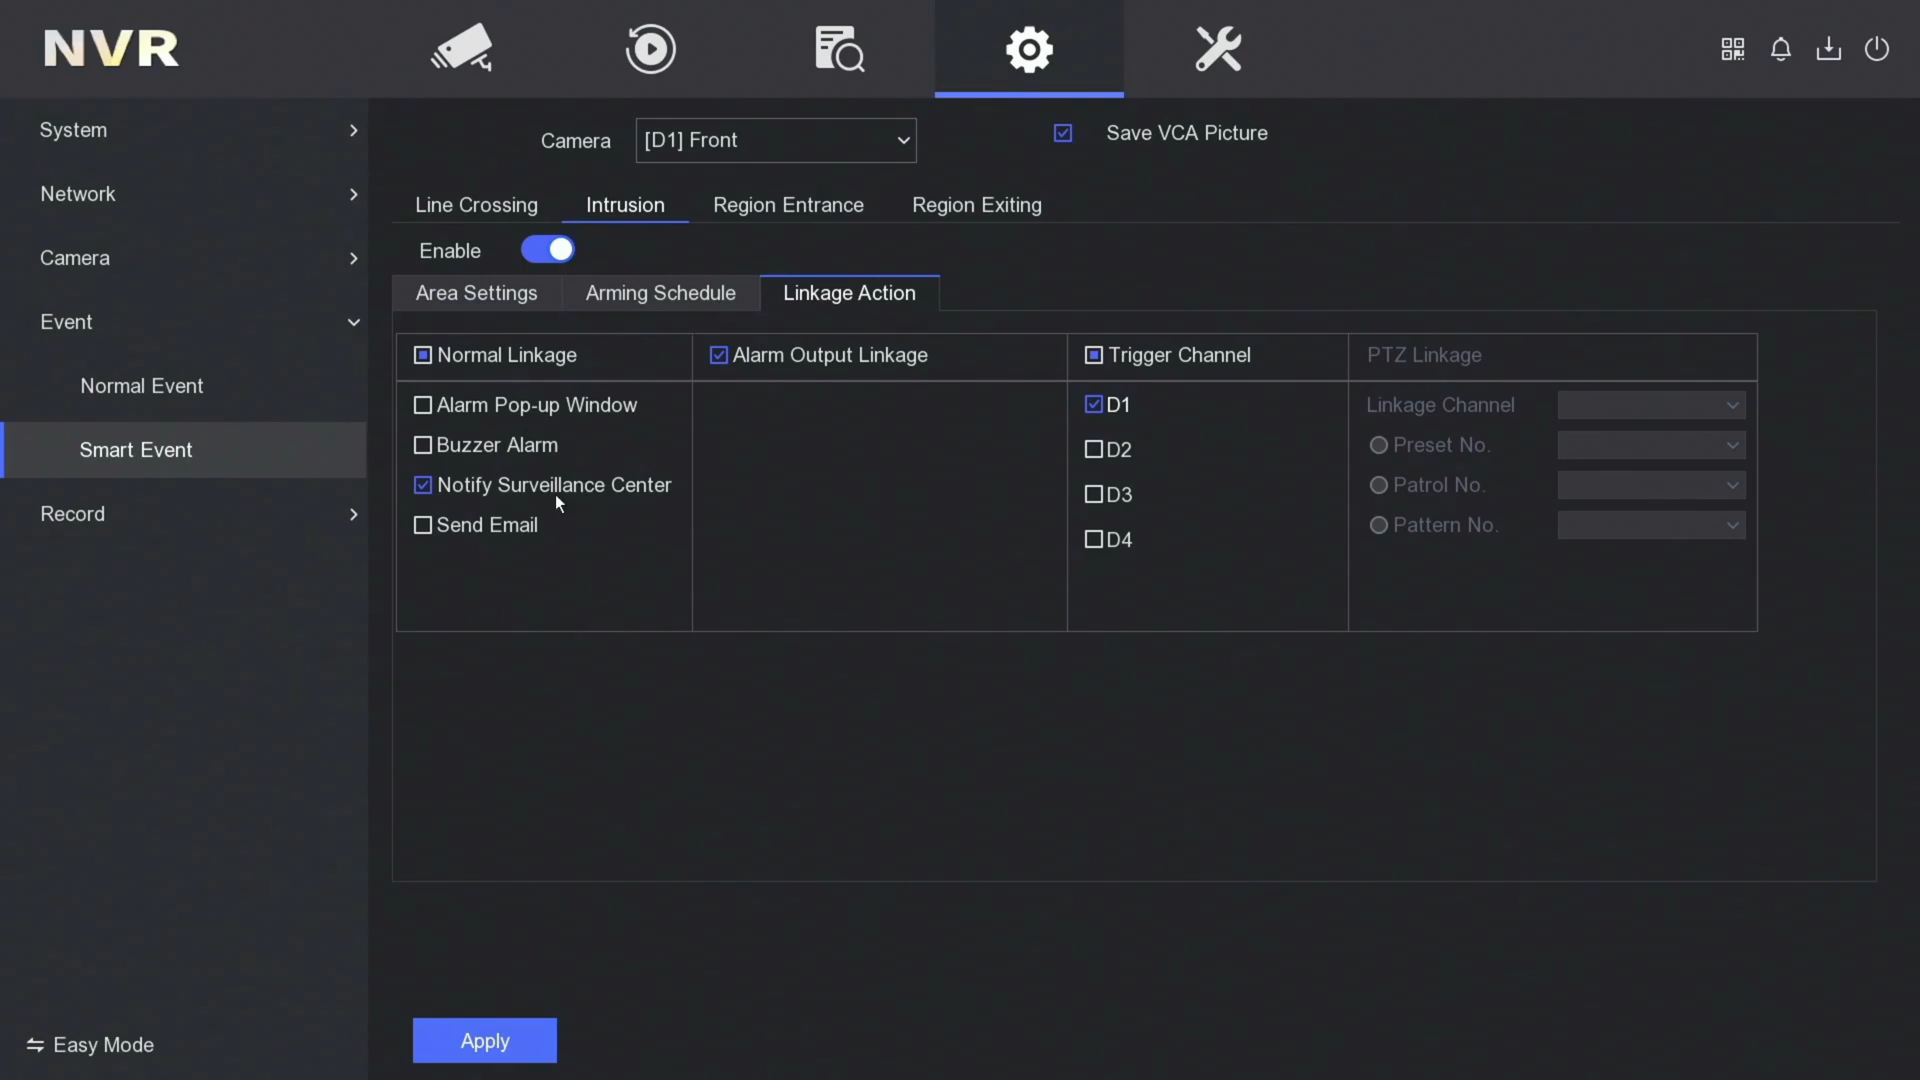 NVR
System
Network
Camera
Event
Normal Event
Smart Event
Record
Easy Mode
Camera [D1] Front Save VCA Picture
Line Crossing Intrusion Region Entrance Region Exiting
Enable
Area Settings Arming Schedule Linkage Action
Normal Linkage Alarm Output Linkage Trigger Channel PTZ Linkage
Alarm Pop-up Window D1 Linkage Channel
Buzzer Alarm D2 Preset No.
Notify Surveillance Center D3 Patrol No.
Send Email D4 Pattern No.
Apply